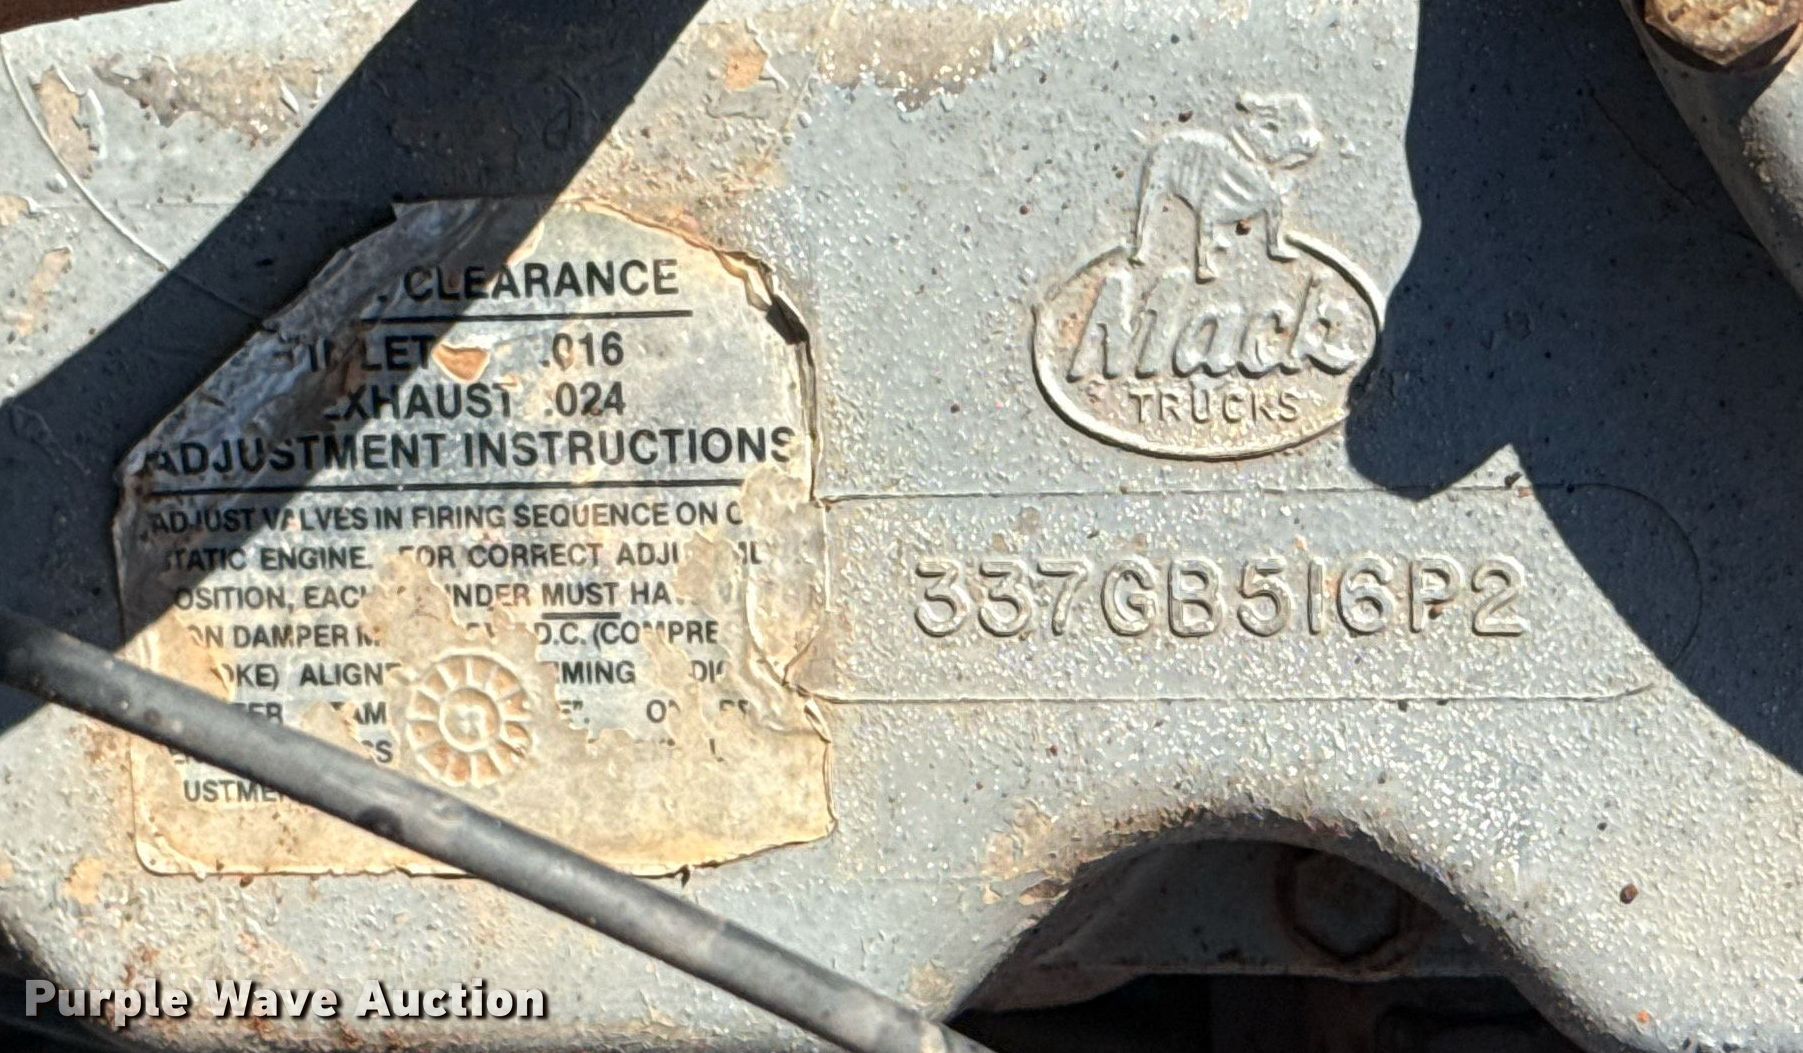 CLEARANCE
INLET .016
EXHAUST .024
ADJUSTMENT INSTRUCTIONS
ADJUST VALVES IN FIRING SEQUENCE ON
STATIC ENGINE. FOR CORRECT
POSITION, MUST
ON DAMPER D.C. (COMPRE
ALIGN
USTME
Mack
TRUCKS
337GB516P2
Purple Wave Auction